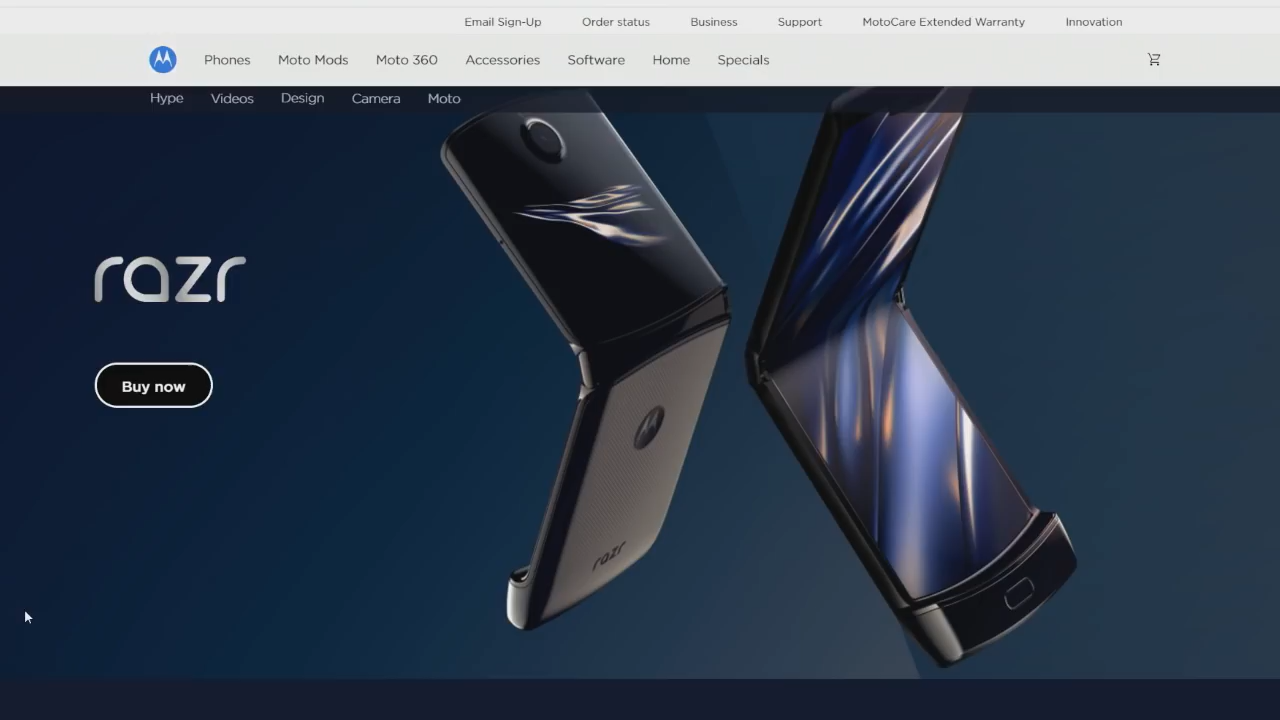 Email Sign-Up Order status Business Support MotoCare Extended Warranty Innovation
Phones Moto Mods Moto 360 Accessories Software Home Specials
Hype Videos Design Camera Moto
razr
Buy now
razr